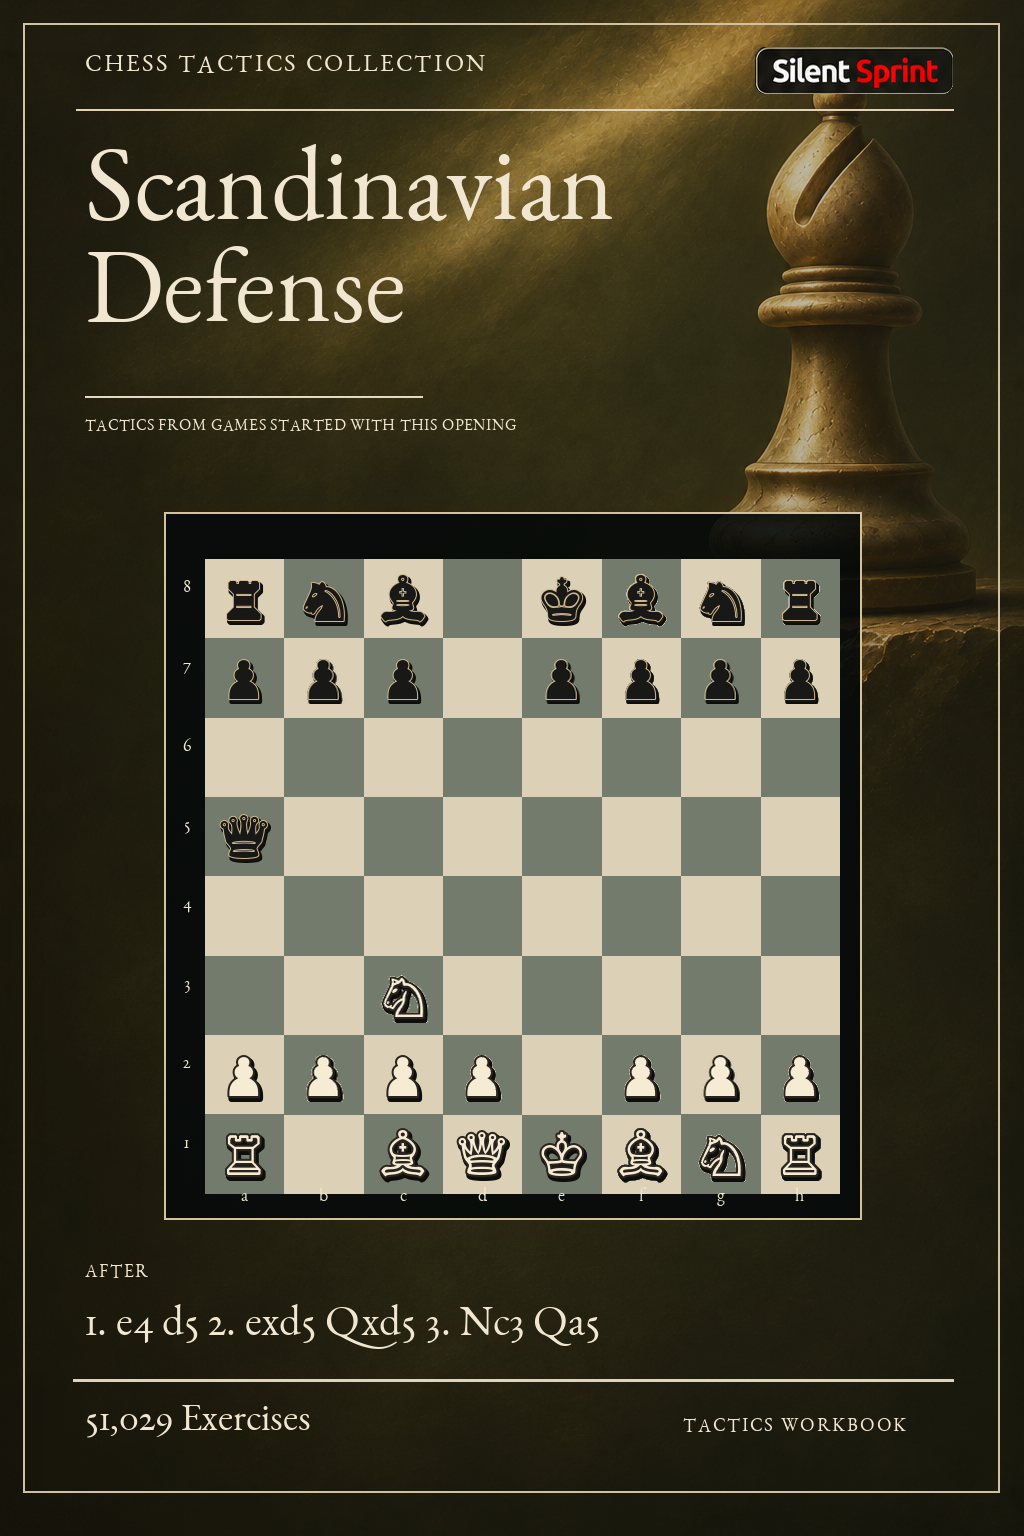 CHESS TACTICS COLLECTION
Silent Sprint
Scandinavian
Defense
TACTICS FROM GAMES STARTED WITH THIS OPENING
8
7
6
5
4
3
2
1
a b c d e f g h
AFTER
1. e4 d5 2. exd5 Qxd5 3. Nc3 Qa5
51,029 Exercises
TACTICS WORKBOOK